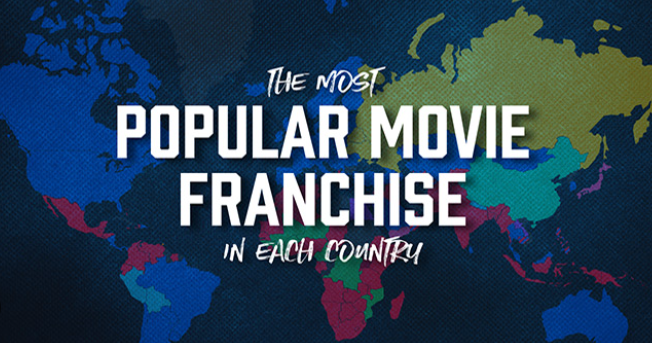 THE MOST
POPULAR MOVIE
FRANCHISE
IN EACH COUNTRY